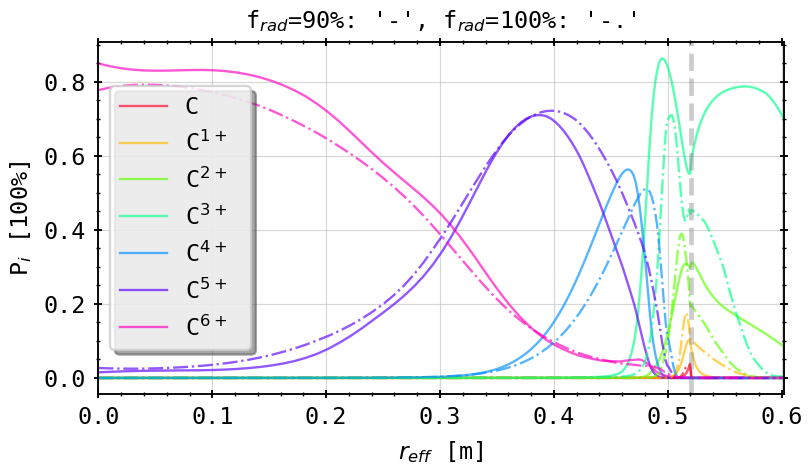 f_rad=90%: '-', f_rad=100%: '-.'
P_i [100%]
0.8
0.6
0.4
0.2
0.0
C
C^1+
C^2+
C^3+
C^4+
C^5+
C^6+
0.0 0.1 0.2 0.3 0.4 0.5 0.6
r_eff [m]